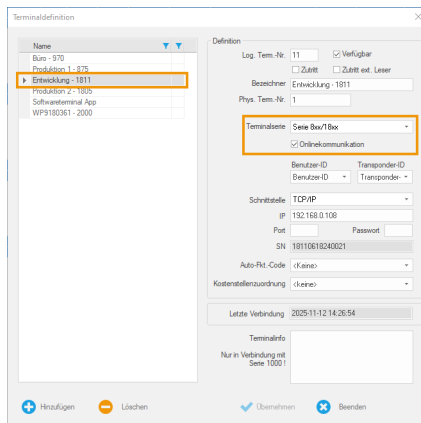 Terminaldefinition
Name
Büro - 970
Produktion 1 - 875
Entwicklung - 1811
Produktion 2 - 1805
Softwareterminal App
WP9180361 - 2000
Definition
Log. Term.-Nr. 11 Verfügbar
Zutritt Zutritt ext. Leser
Bezeichner Entwicklung - 1811
Phys. Term.-Nr. 1
Terminalserie Serie 8xx/18xx
Onlinekommunikation
Benutzer-ID Transponder-ID
Benutzer-ID Transponder-
Schnittstelle TCP/IP
IP 192.168.0.108
Port Passwort
SN 18110618240021
Auto-Fkt.-Code <Keine>
Kostenstellenzuordnung <keine>
Letzte Verbindung 2025-11-12 14:26:54
Terminalinfo
Nur in Verbindung mit
Serie 1000 !
Hinzufügen Löschen Übernehmen Beenden